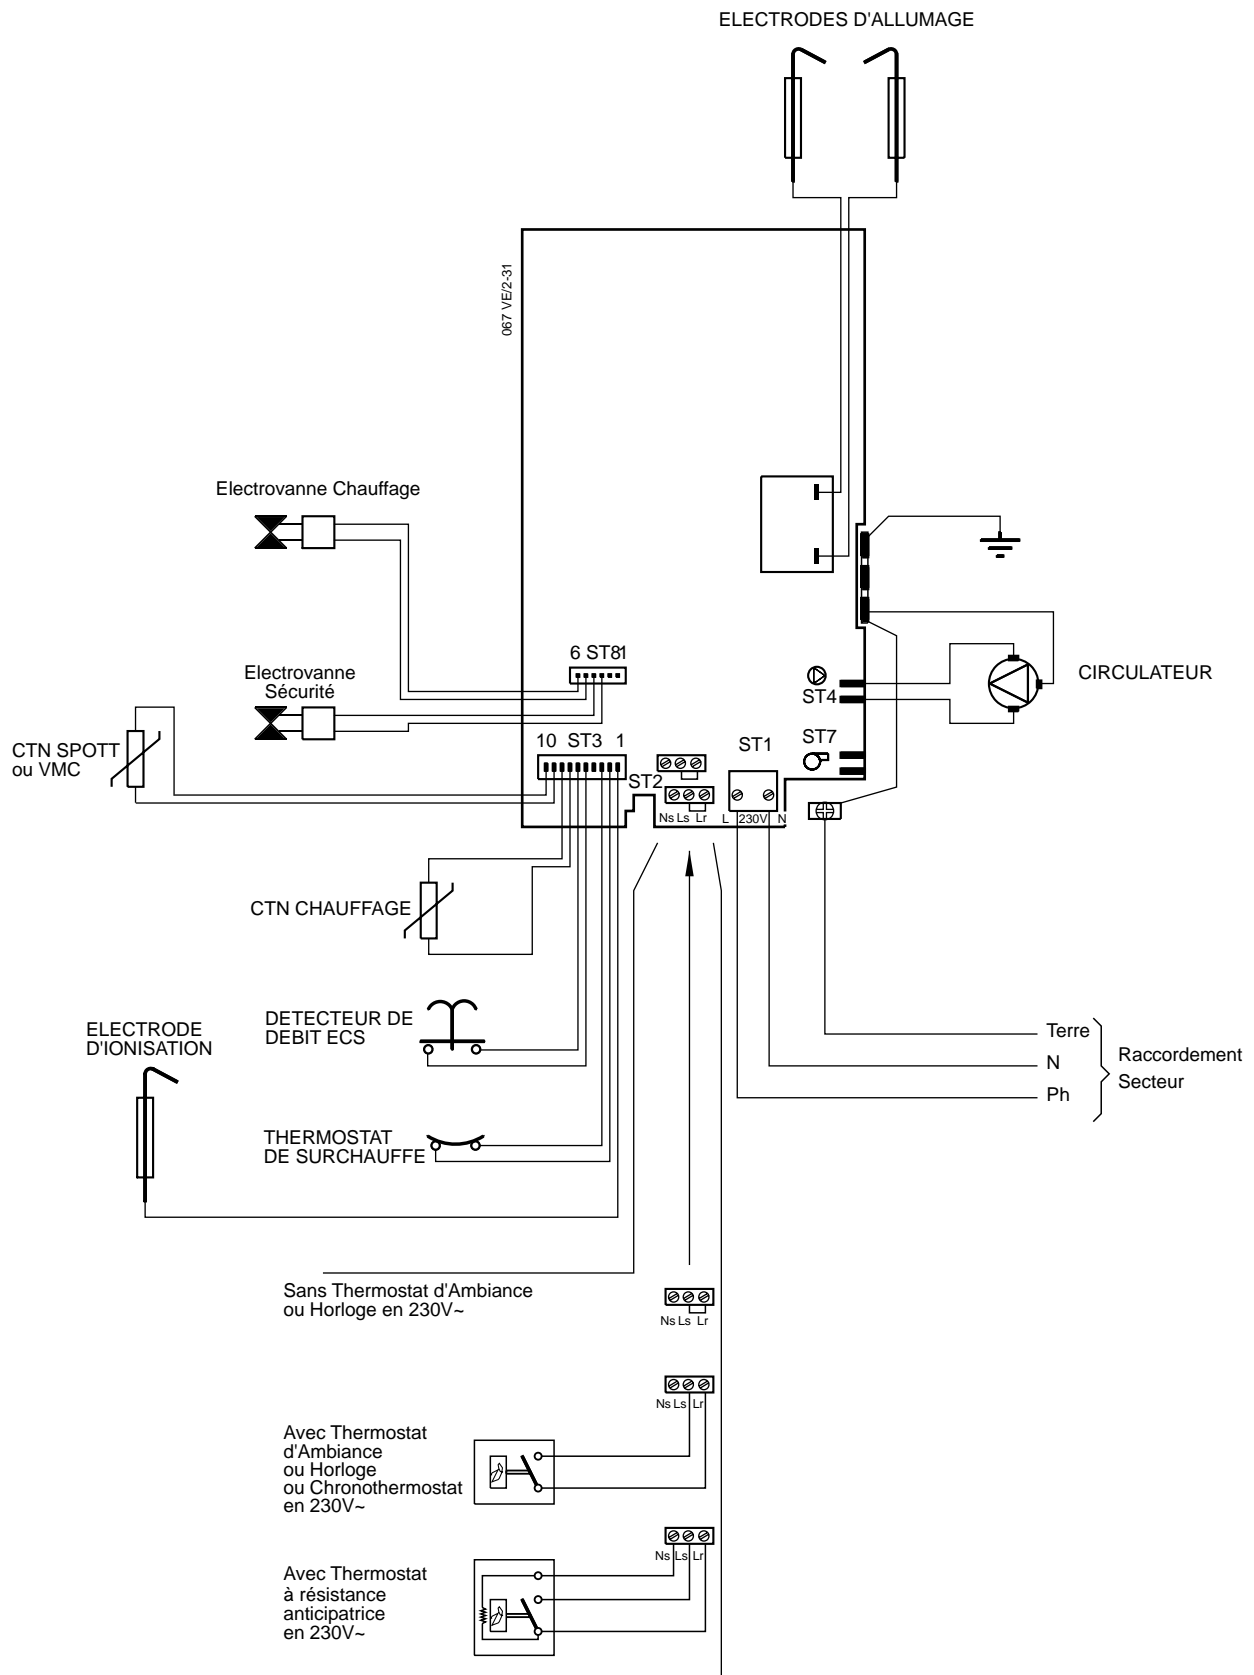 ELECTRODES D'ALLUMAGE
067 VE/2-31
Electrovanne Chauffage
6 ST8 1
Electrovanne
Sécurité
CIRCULATEUR
ST4
CTN SPOTT
ou VMC
10 ST3 1
ST2
ST1
ST7
Ns Ls Lr
L 230V N
CTN CHAUFFAGE
DETECTEUR DE
DEBIT ECS
ELECTRODE
D'IONISATION
Terre
N
Ph
Raccordement
Secteur
THERMOSTAT
DE SURCHAUFFE
Sans Thermostat d'Ambiance
ou Horloge en 230V~
Ns Ls Lr
Ns Ls Lr
Avec Thermostat
d'Ambiance
ou Horloge
ou Chronothermostat
en 230V~
Ns Ls Lr
Avec Thermostat
à résistance
anticipatrice
en 230V~